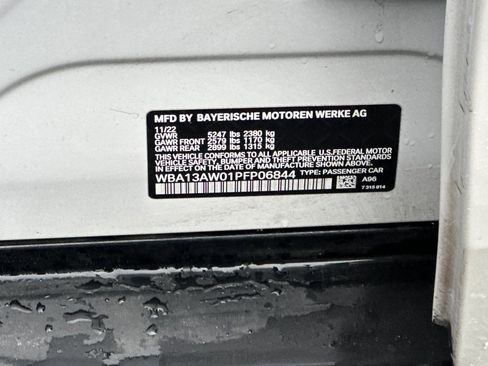 MFD BY BAYERISCHE MOTOREN WERKE AG
11/22
GVWR 5247 lbs 2380 kg
GAWR FRONT 2579 lbs 1170 kg
GAWR REAR 2899 lbs 1315 kg
THIS VEHICLE CONFORMS TO ALL APPLICABLE U.S.FEDERAL MOTOR
VEHICLE SAFETY, BUMPER, AND THEFT PREVENTION STANDARDS
IN EFFECT ON THE DATE OF MANUFACTURE SHOWN ABOVE.
WBA13AW01PFP06844 TYPE: PASSENGER CAR
A96
7 315 014